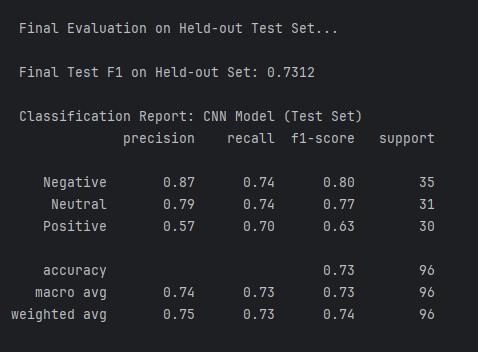 Final Evaluation on Held-out Test Set...
Final Test F1 on Held-out Set: 0.7312
Classification Report: CNN Model (Test Set)
precision recall f1-score support
Negative 0.87 0.74 0.80 35
Neutral 0.79 0.74 0.77 31
Positive 0.57 0.70 0.63 30
accuracy 0.73 96
macro avg 0.74 0.73 0.73 96
weighted avg 0.75 0.73 0.74 96